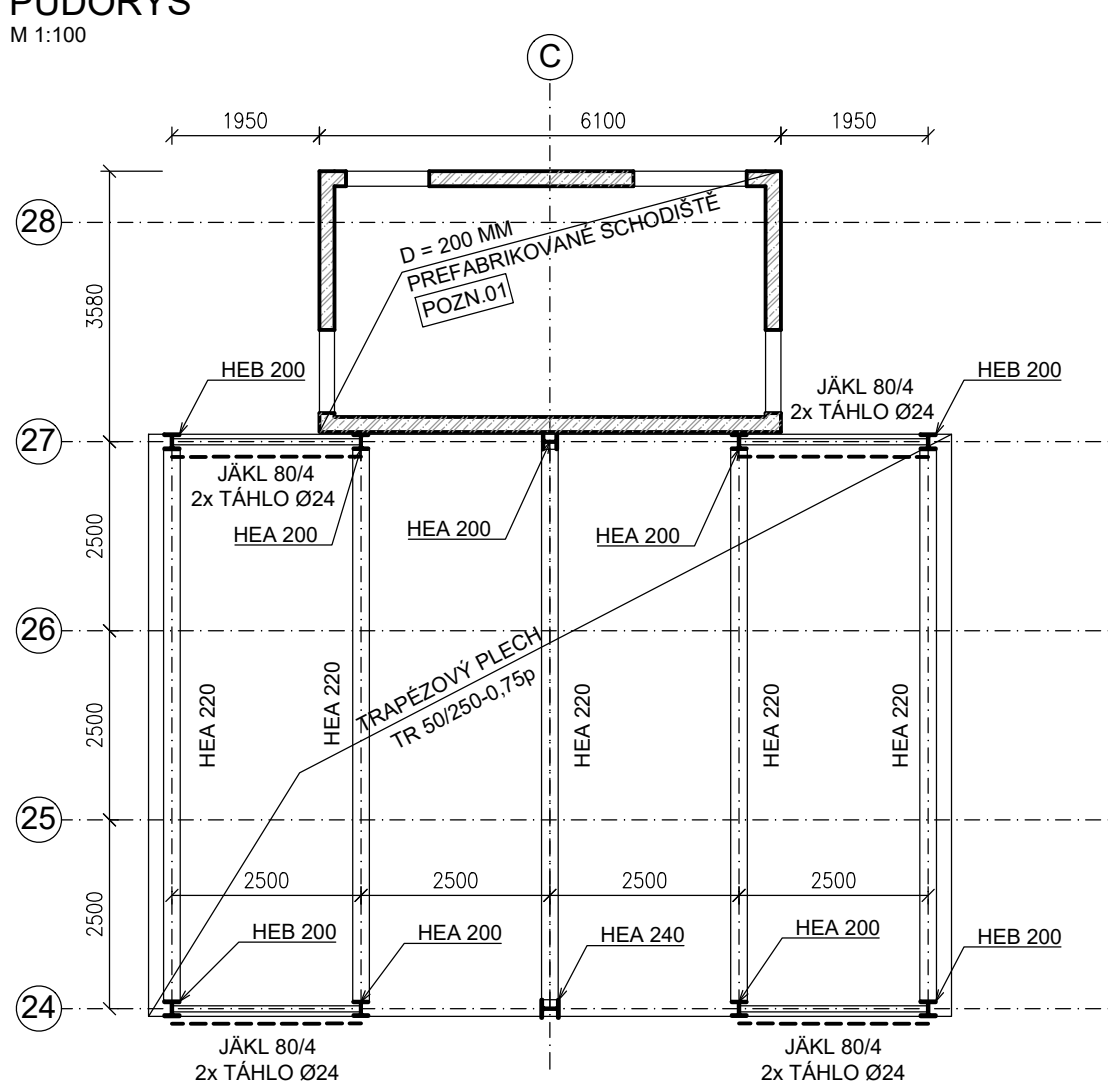 PŮDORYS
M 1:100
C
1950
6100
1950
28
3580
D = 200 MM
PREFABRIKOVANÉ SCHODIŠTĚ
POZN.01
HEB 200
JÄKL 80/4
2x TÁHLO Ø24
HEB 200
27
JÄKL 80/4
2x TÁHLO Ø24
HEA 200
HEA 200
HEA 200
2500
26
TRAPÉZOVÝ PLECH
TR 50/250-0,75p
HEA 220
HEA 220
HEA 220
HEA 220
HEA 220
2500
25
2500
2500
2500
2500
2500
HEB 200
HEA 200
HEA 240
HEA 200
HEB 200
24
JÄKL 80/4
2x TÁHLO Ø24
JÄKL 80/4
2x TÁHLO Ø24